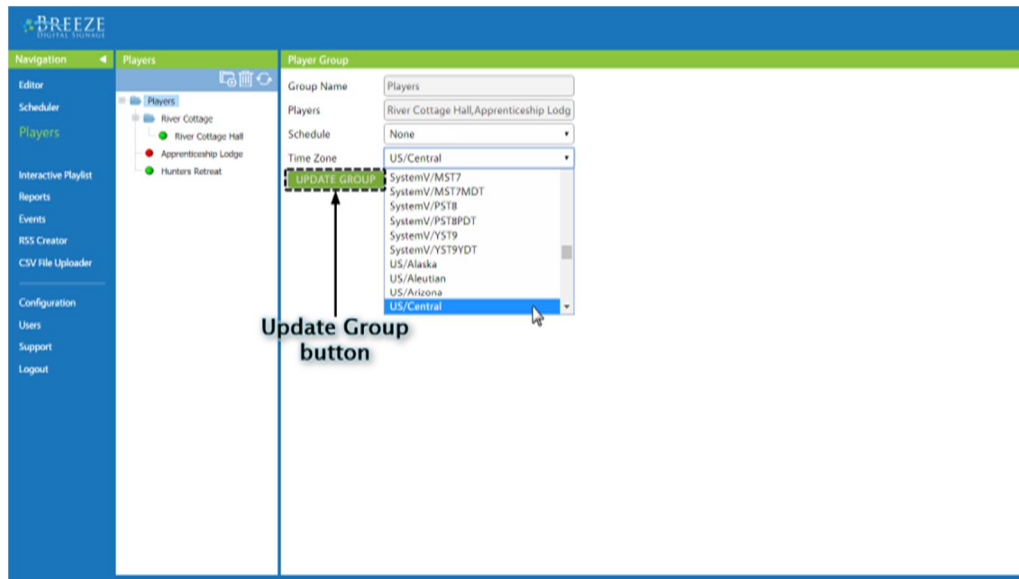 BREEZE
DIGITAL SIGNAGE
Navigation
Players
Player Group
Editor
Scheduler
Players
Interactive Playlist
Reports
Events
RSS Creator
CSV File Uploader
Configuration
Users
Support
Logout
Players
River Cottage
River Cottage Hall
Apprenticeship Lodge
Hunters Retreat
Group Name
Players
Players
River Cottage Hall,Apprenticeship Lodg
Schedule
None
Time Zone
US/Central
UPDATE GROUP
SystemV/MST7
SystemV/MST7MDT
SystemV/PST8
SystemV/PST8PDT
SystemV/YST9
SystemV/YST9YDT
US/Alaska
US/Aleutian
US/Arizona
US/Central
Update Group
button